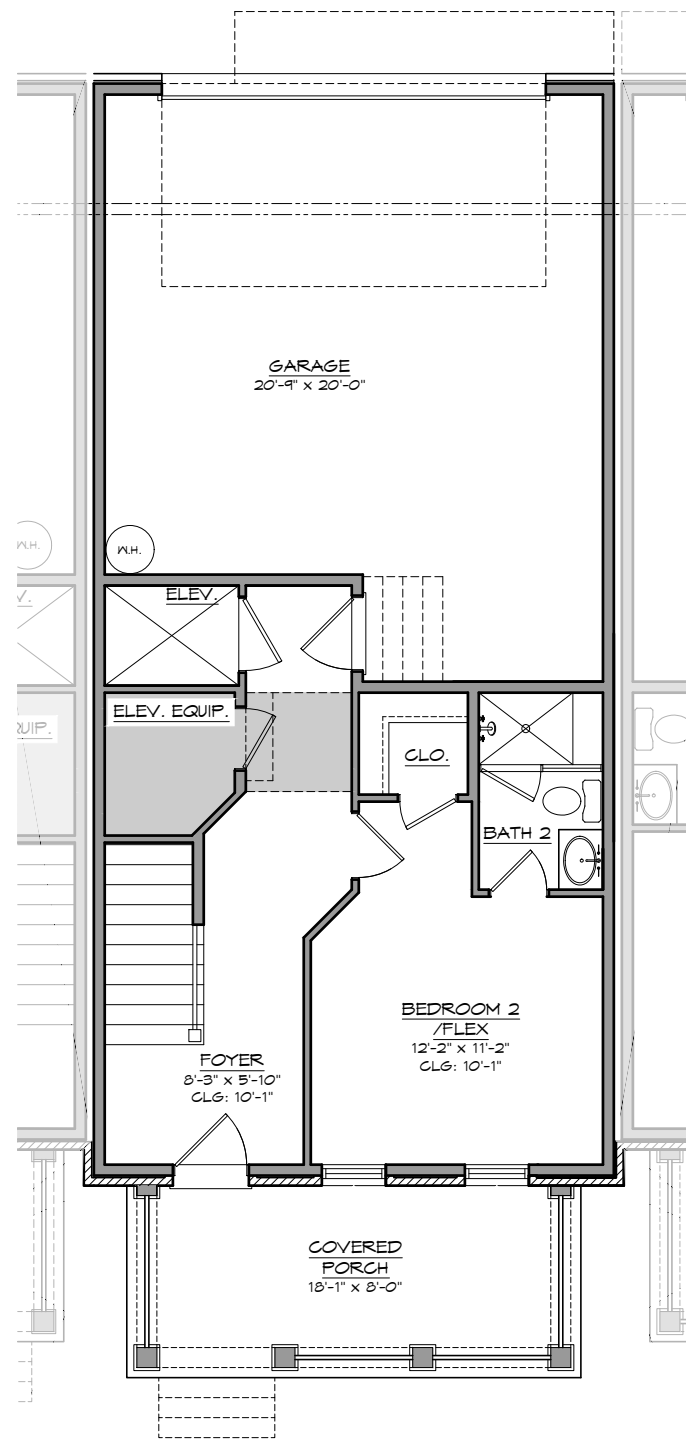 GARAGE
20'-9" x 20'-0"
W.H.
W.H.
V.
ELEV.
ELEV. EQUIP.
UIP.
CLO.
BATH 2
BEDROOM 2
/FLEX
12'-2" x 11'-2"
CLG: 10'-1"
FOYER
8'-3" x 5'-10"
CLG: 10'-1"
COVERED
PORCH
18'-1" x 8'-0"